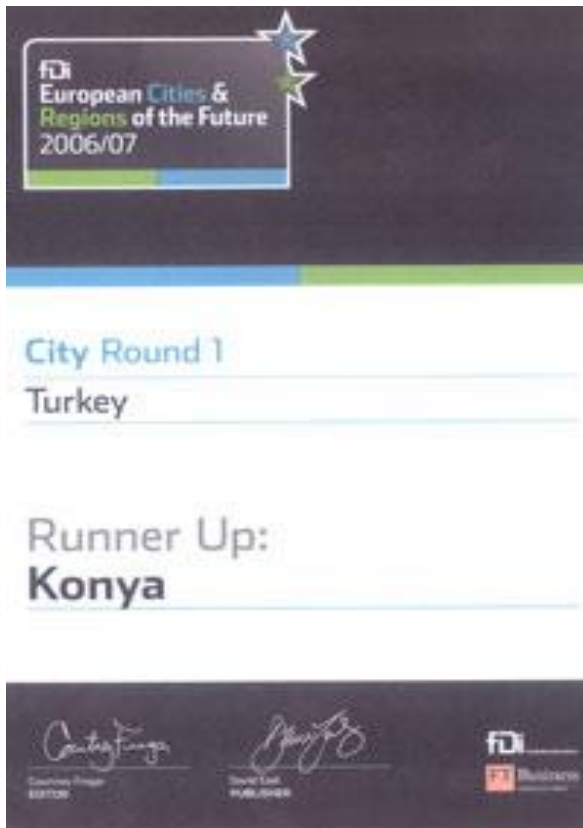 fDi
European Cities &
Regions of the Future
2006/07
City Round 1
Turkey
Runner Up:
Konya
Courtney Fingar
EDITOR
David East
PUBLISHER
fDi
FT Business